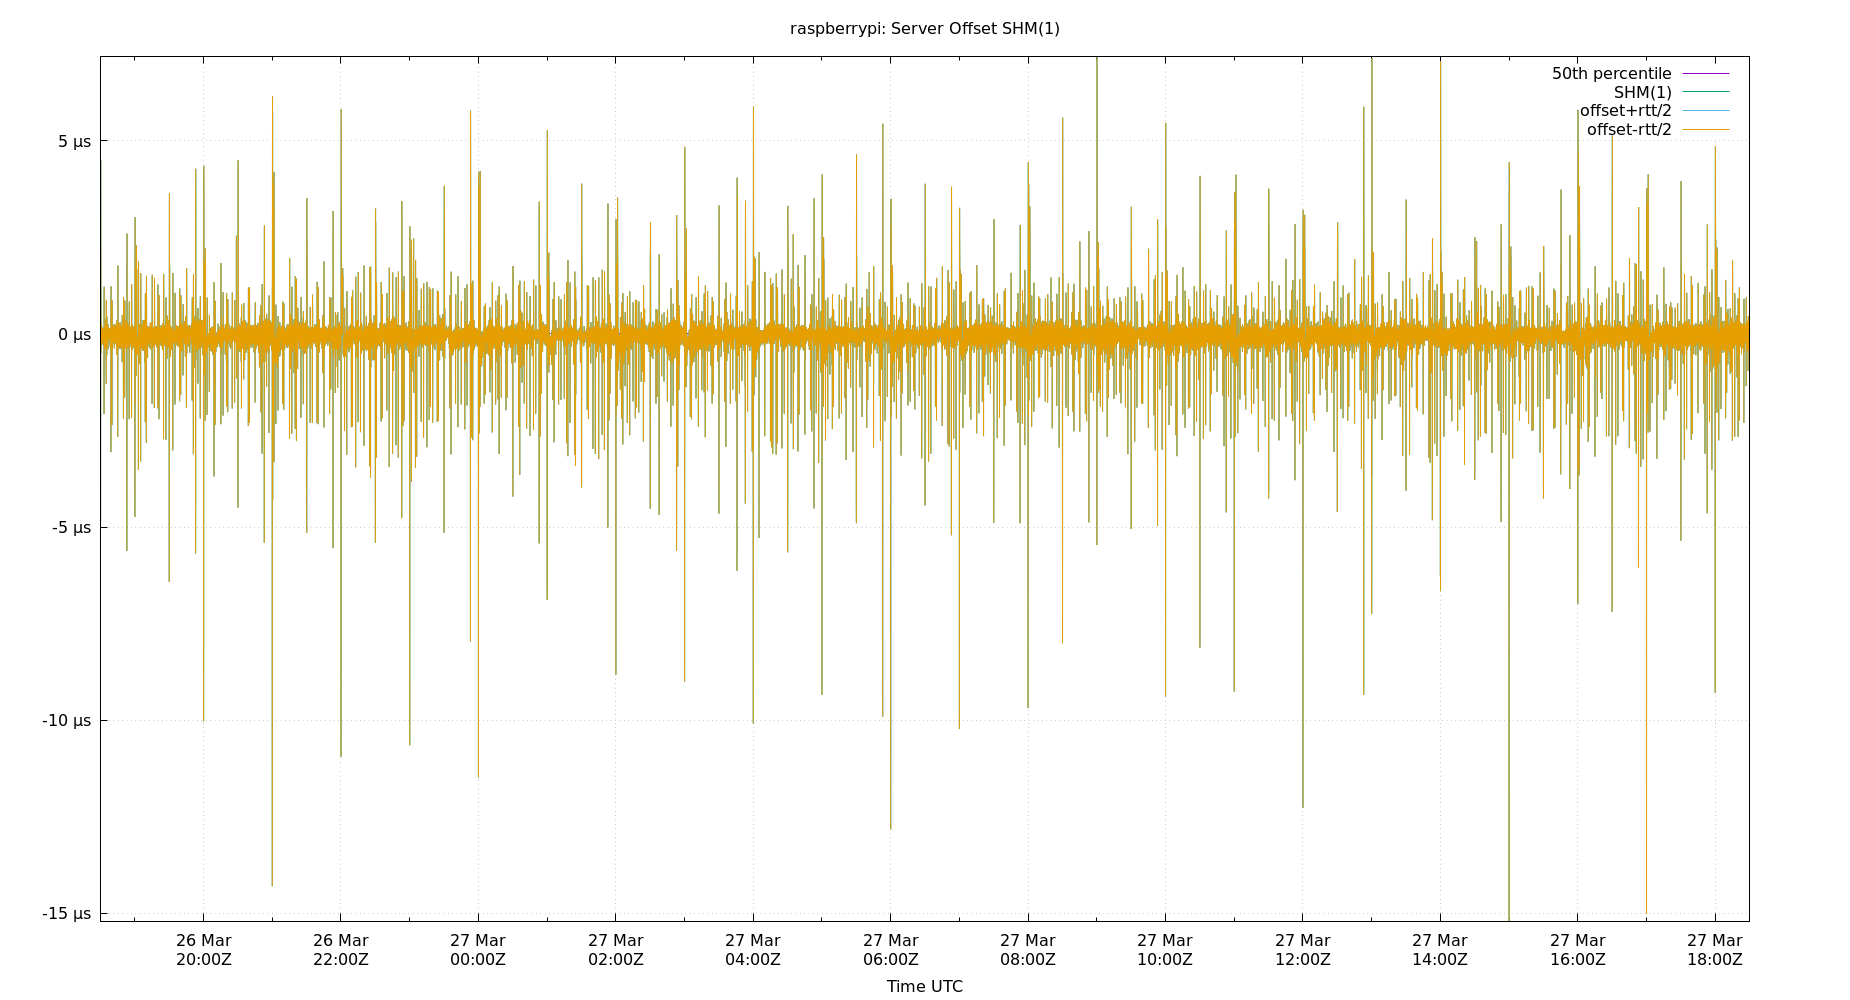 raspberrypi: Server Offset SHM(1)
50th percentile
SHM(1)
offset+rtt/2
offset-rtt/2
5 µs
0 µs
-5 µs
-10 µs
-15 µs
26 Mar 26 Mar 27 Mar 27 Mar 27 Mar 27 Mar 27 Mar 27 Mar 27 Mar 27 Mar 27 Mar 27 Mar
20:00Z 22:00Z 00:00Z 02:00Z 04:00Z 06:00Z 08:00Z 10:00Z 12:00Z 14:00Z 16:00Z 18:00Z
Time UTC